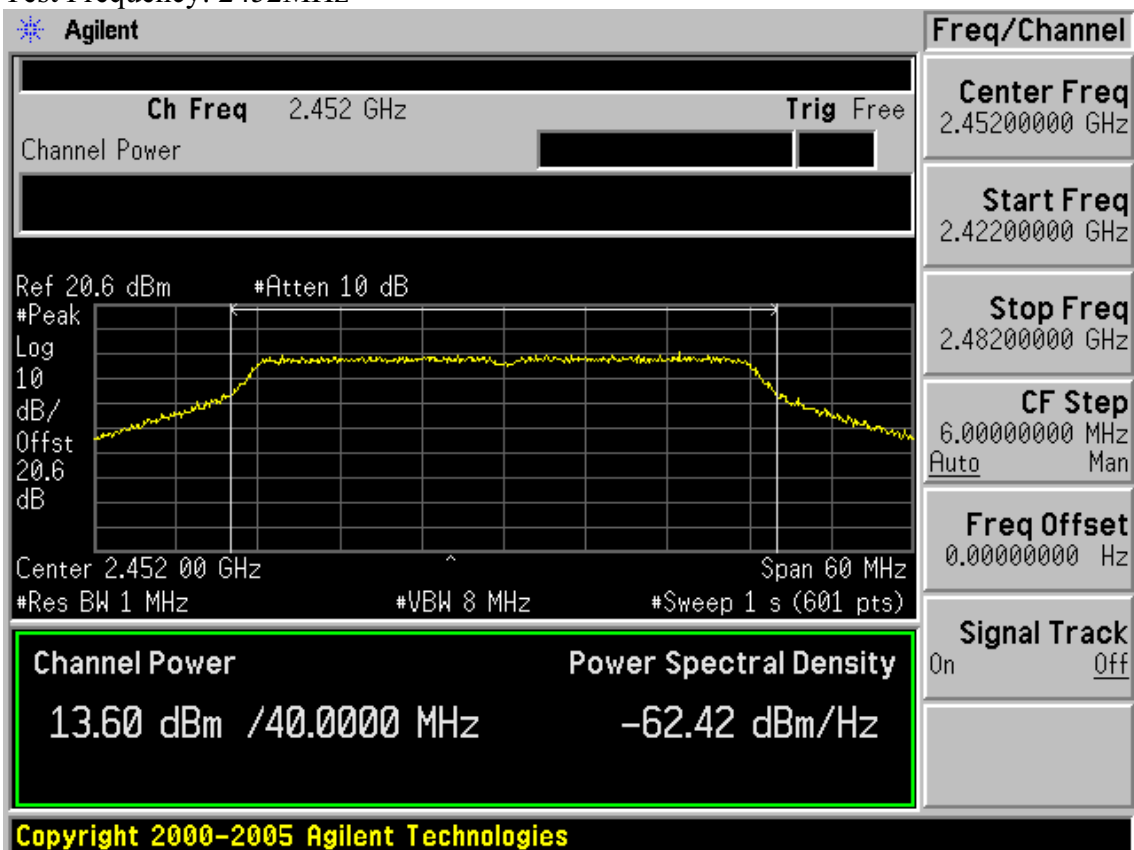 Test Frequency: 2452MHz
Agilent
Freq/Channel
Ch Freq 2.452 GHz Trig Free
Channel Power
Center Freq
2.45200000 GHz
Start Freq
2.42200000 GHz
Stop Freq
2.48200000 GHz
CF Step
6.00000000 MHz
Auto Man
Freq Offset
0.00000000 Hz
Signal Track
On Off
Ref 20.6 dBm #Atten 10 dB
#Peak
Log
10
dB/
Offst
20.6
dB
Center 2.452 00 GHz ^ Span 60 MHz
#Res BW 1 MHz #VBW 8 MHz #Sweep 1 s (601 pts)
Channel Power Power Spectral Density
13.60 dBm /40.0000 MHz -62.42 dBm/Hz
Copyright 2000-2005 Agilent Technologies